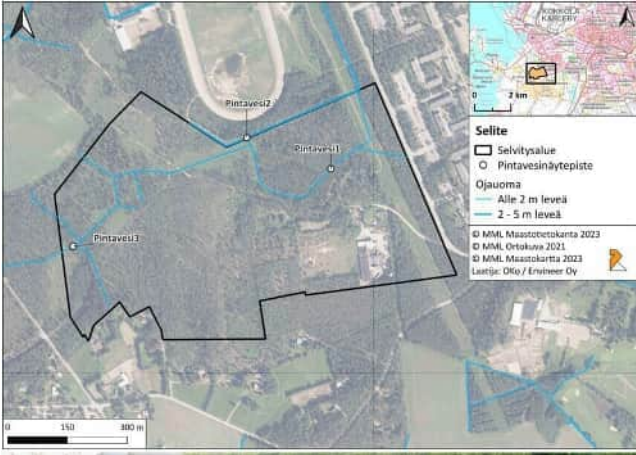 Pintavesi2
Pintavesi1
Pintavesi3
0 150 300 m
KOKKOLA
KARLEBY
0 2 km
Selite
Selvitysalue
Pintavesinäytepiste
Ojauoma
Alle 2 m leveä
2 - 5 m leveä
© MML Maastotietokanta 2023
© MML Ortokuva 2021
© MML Maastokartta 2023
Laatija: OKo / Envineer Oy